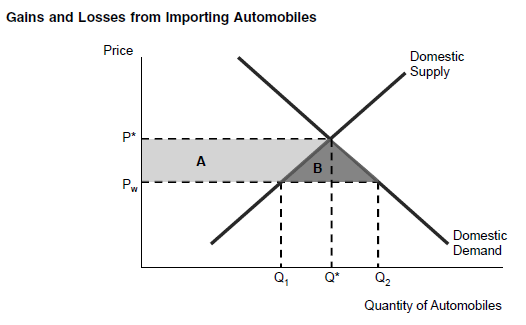 Gains and Losses from Importing Automobiles
Price
Domestic
Supply
P*
A
B
Pw
Domestic
Demand
Q1
Q*
Q2
Quantity of Automobiles